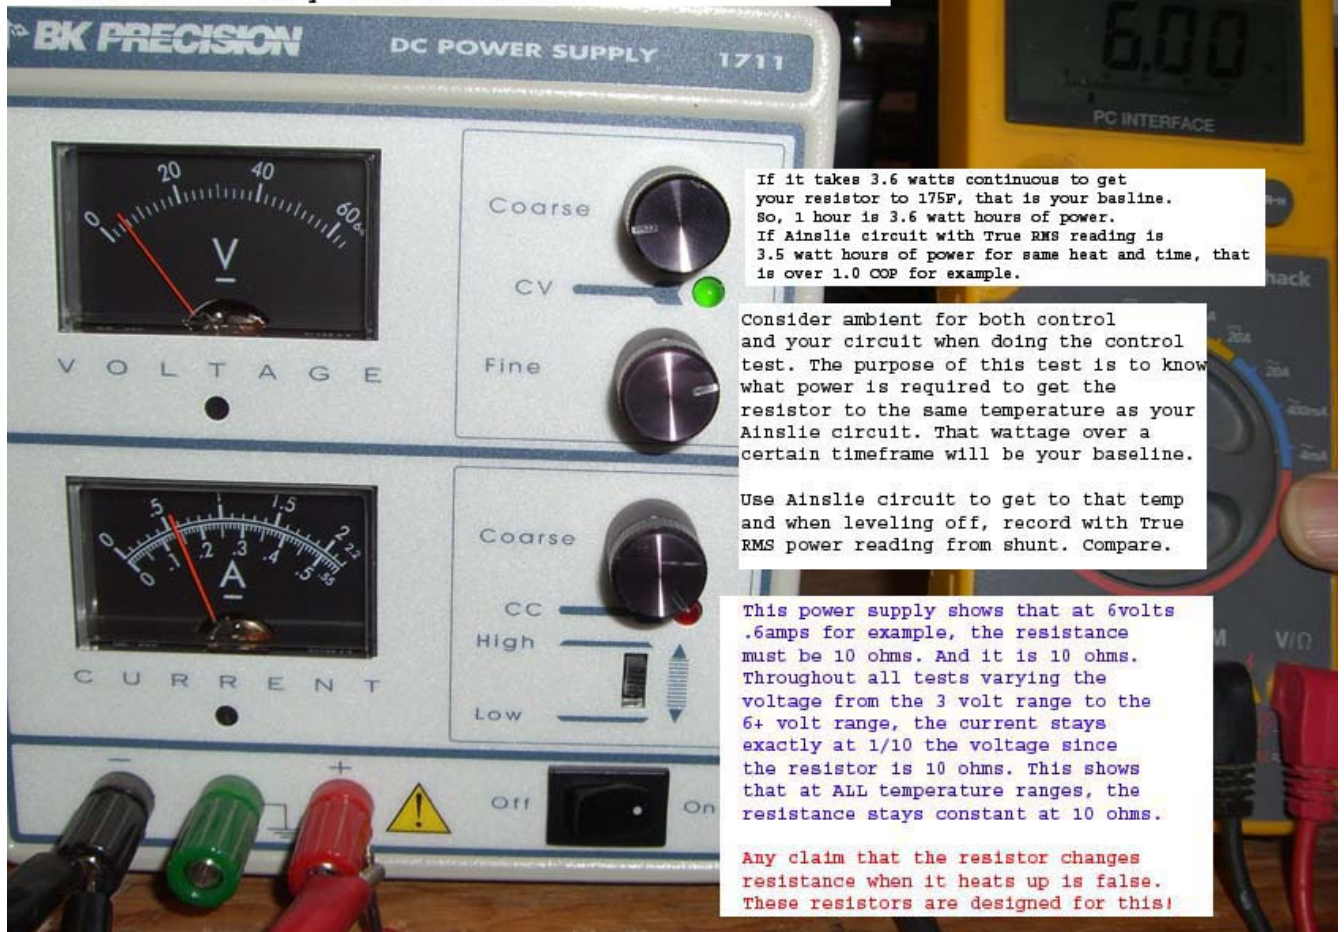 BK PRECISION
DC POWER SUPPLY 1711
0 20 40 60
V
VOLTAGE
0 .5 1 1.5 2 2.2
0 .1 .2 .3 .4 .5 .55
A
CURRENT
Coarse
CV
Fine
Coarse
CC
High
Low
Off On
- +
6.00
PC INTERFACE
hack
20A
20A
400mA
4mA
V/Ω
If it takes 3.6 watts continuous to get
your resistor to 175F, that is your basline.
So, 1 hour is 3.6 watt hours of power.
If Ainslie circuit with True RMS reading is
3.5 watt hours of power for same heat and time, that
is over 1.0 COP for example.
Consider ambient for both control
and your circuit when doing the control
test. The purpose of this test is to know
what power is required to get the
resistor to the same temperature as your
Ainslie circuit. That wattage over a
certain timeframe will be your baseline.
Use Ainslie circuit to get to that temp
and when leveling off, record with True
RMS power reading from shunt. Compare.
This power supply shows that at 6volts
.6amps for example, the resistance
must be 10 ohms. And it is 10 ohms.
Throughout all tests varying the
voltage from the 3 volt range to the
6+ volt range, the current stays
exactly at 1/10 the voltage since
the resistor is 10 ohms. This shows
that at ALL temperature ranges, the
resistance stays constant at 10 ohms.
Any claim that the resistor changes
resistance when it heats up is false.
These resistors are designed for this!